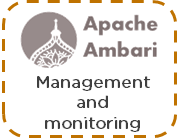 Apache
Ambari
Management
and
monitoring